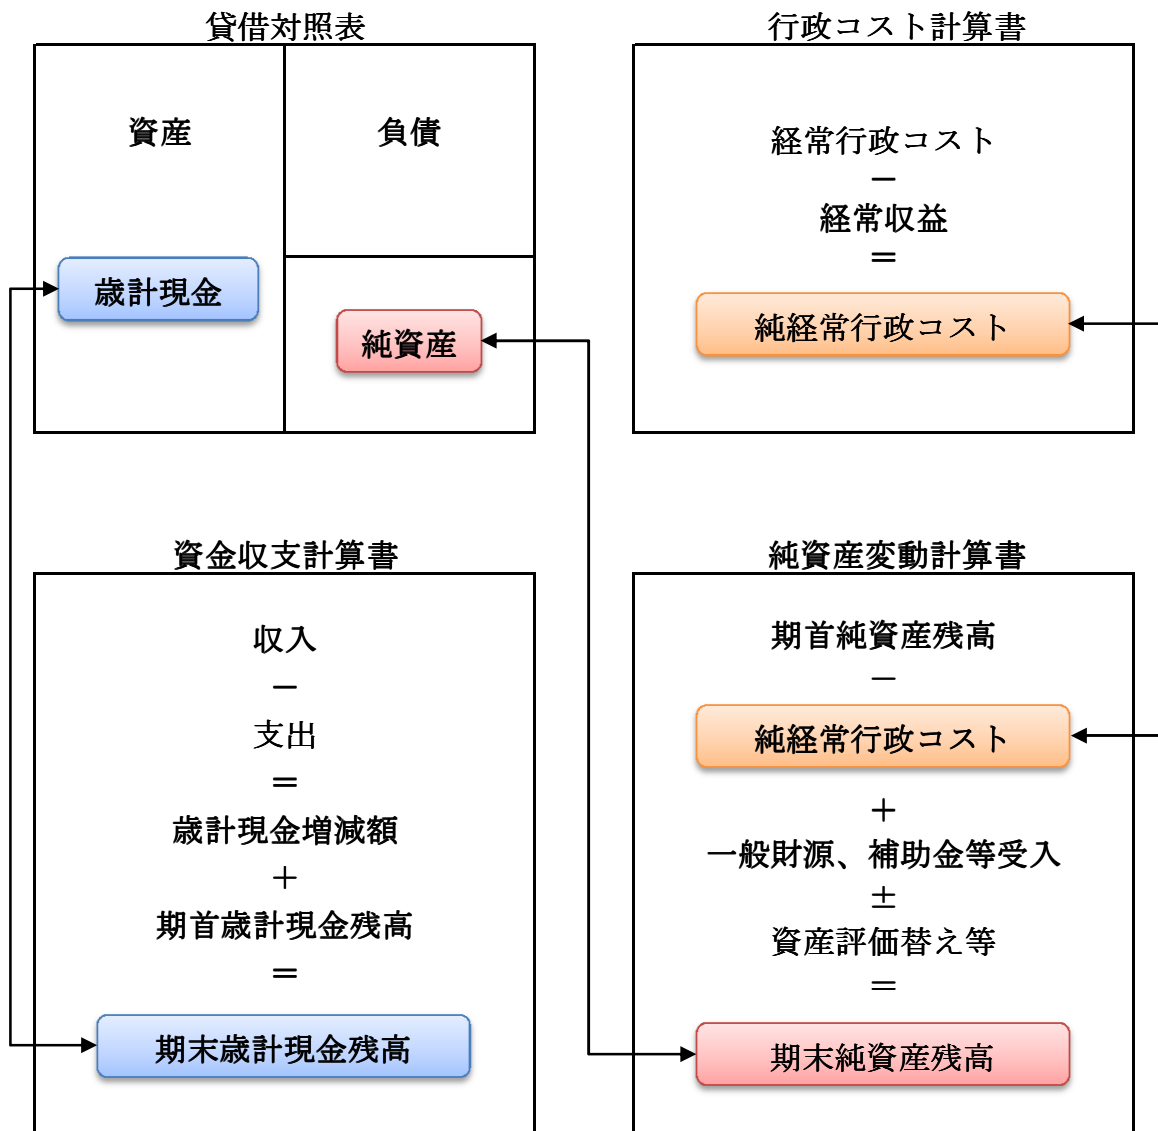 貸借対照表
資産
負債
歳計現金
純資産
行政コスト計算書
経常行政コスト
－
経常収益
＝
純経常行政コスト
資金収支計算書
収入
－
支出
＝
歳計現金増減額
＋
期首歳計現金残高
＝
期末歳計現金残高
純資産変動計算書
期首純資産残高
－
純経常行政コスト
＋
一般財源、補助金等受入
±
資産評価替え等
＝
期末純資産残高